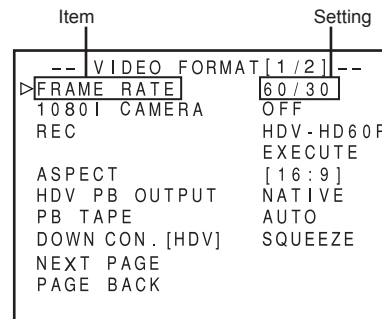 Item Setting
-- VIDEO FORMAT [1/2] --
▷FRAME RATE 60/30
1080I CAMERA OFF
REC HDV-HD60P
EXECUTE
ASPECT [16:9]
HDV PB OUTPUT NATIVE
PB TAPE AUTO
DOWN CON. [HDV] SQUEEZE
NEXT PAGE
PAGE BACK